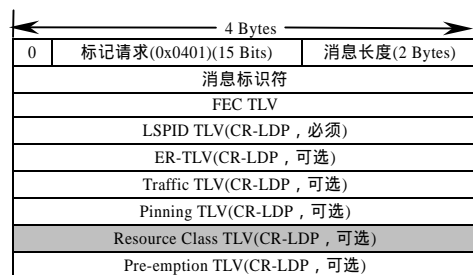 4 Bytes
0 标记请求(0x0401)(15 Bits) 消息长度(2 Bytes)
消息标识符
FEC TLV
LSPID TLV(CR-LDP，必须)
ER-TLV(CR-LDP，可选)
Traffic TLV(CR-LDP，可选)
Pinning TLV(CR-LDP，可选)
Resource Class TLV(CR-LDP，可选)
Pre-emption TLV(CR-LDP，可选)